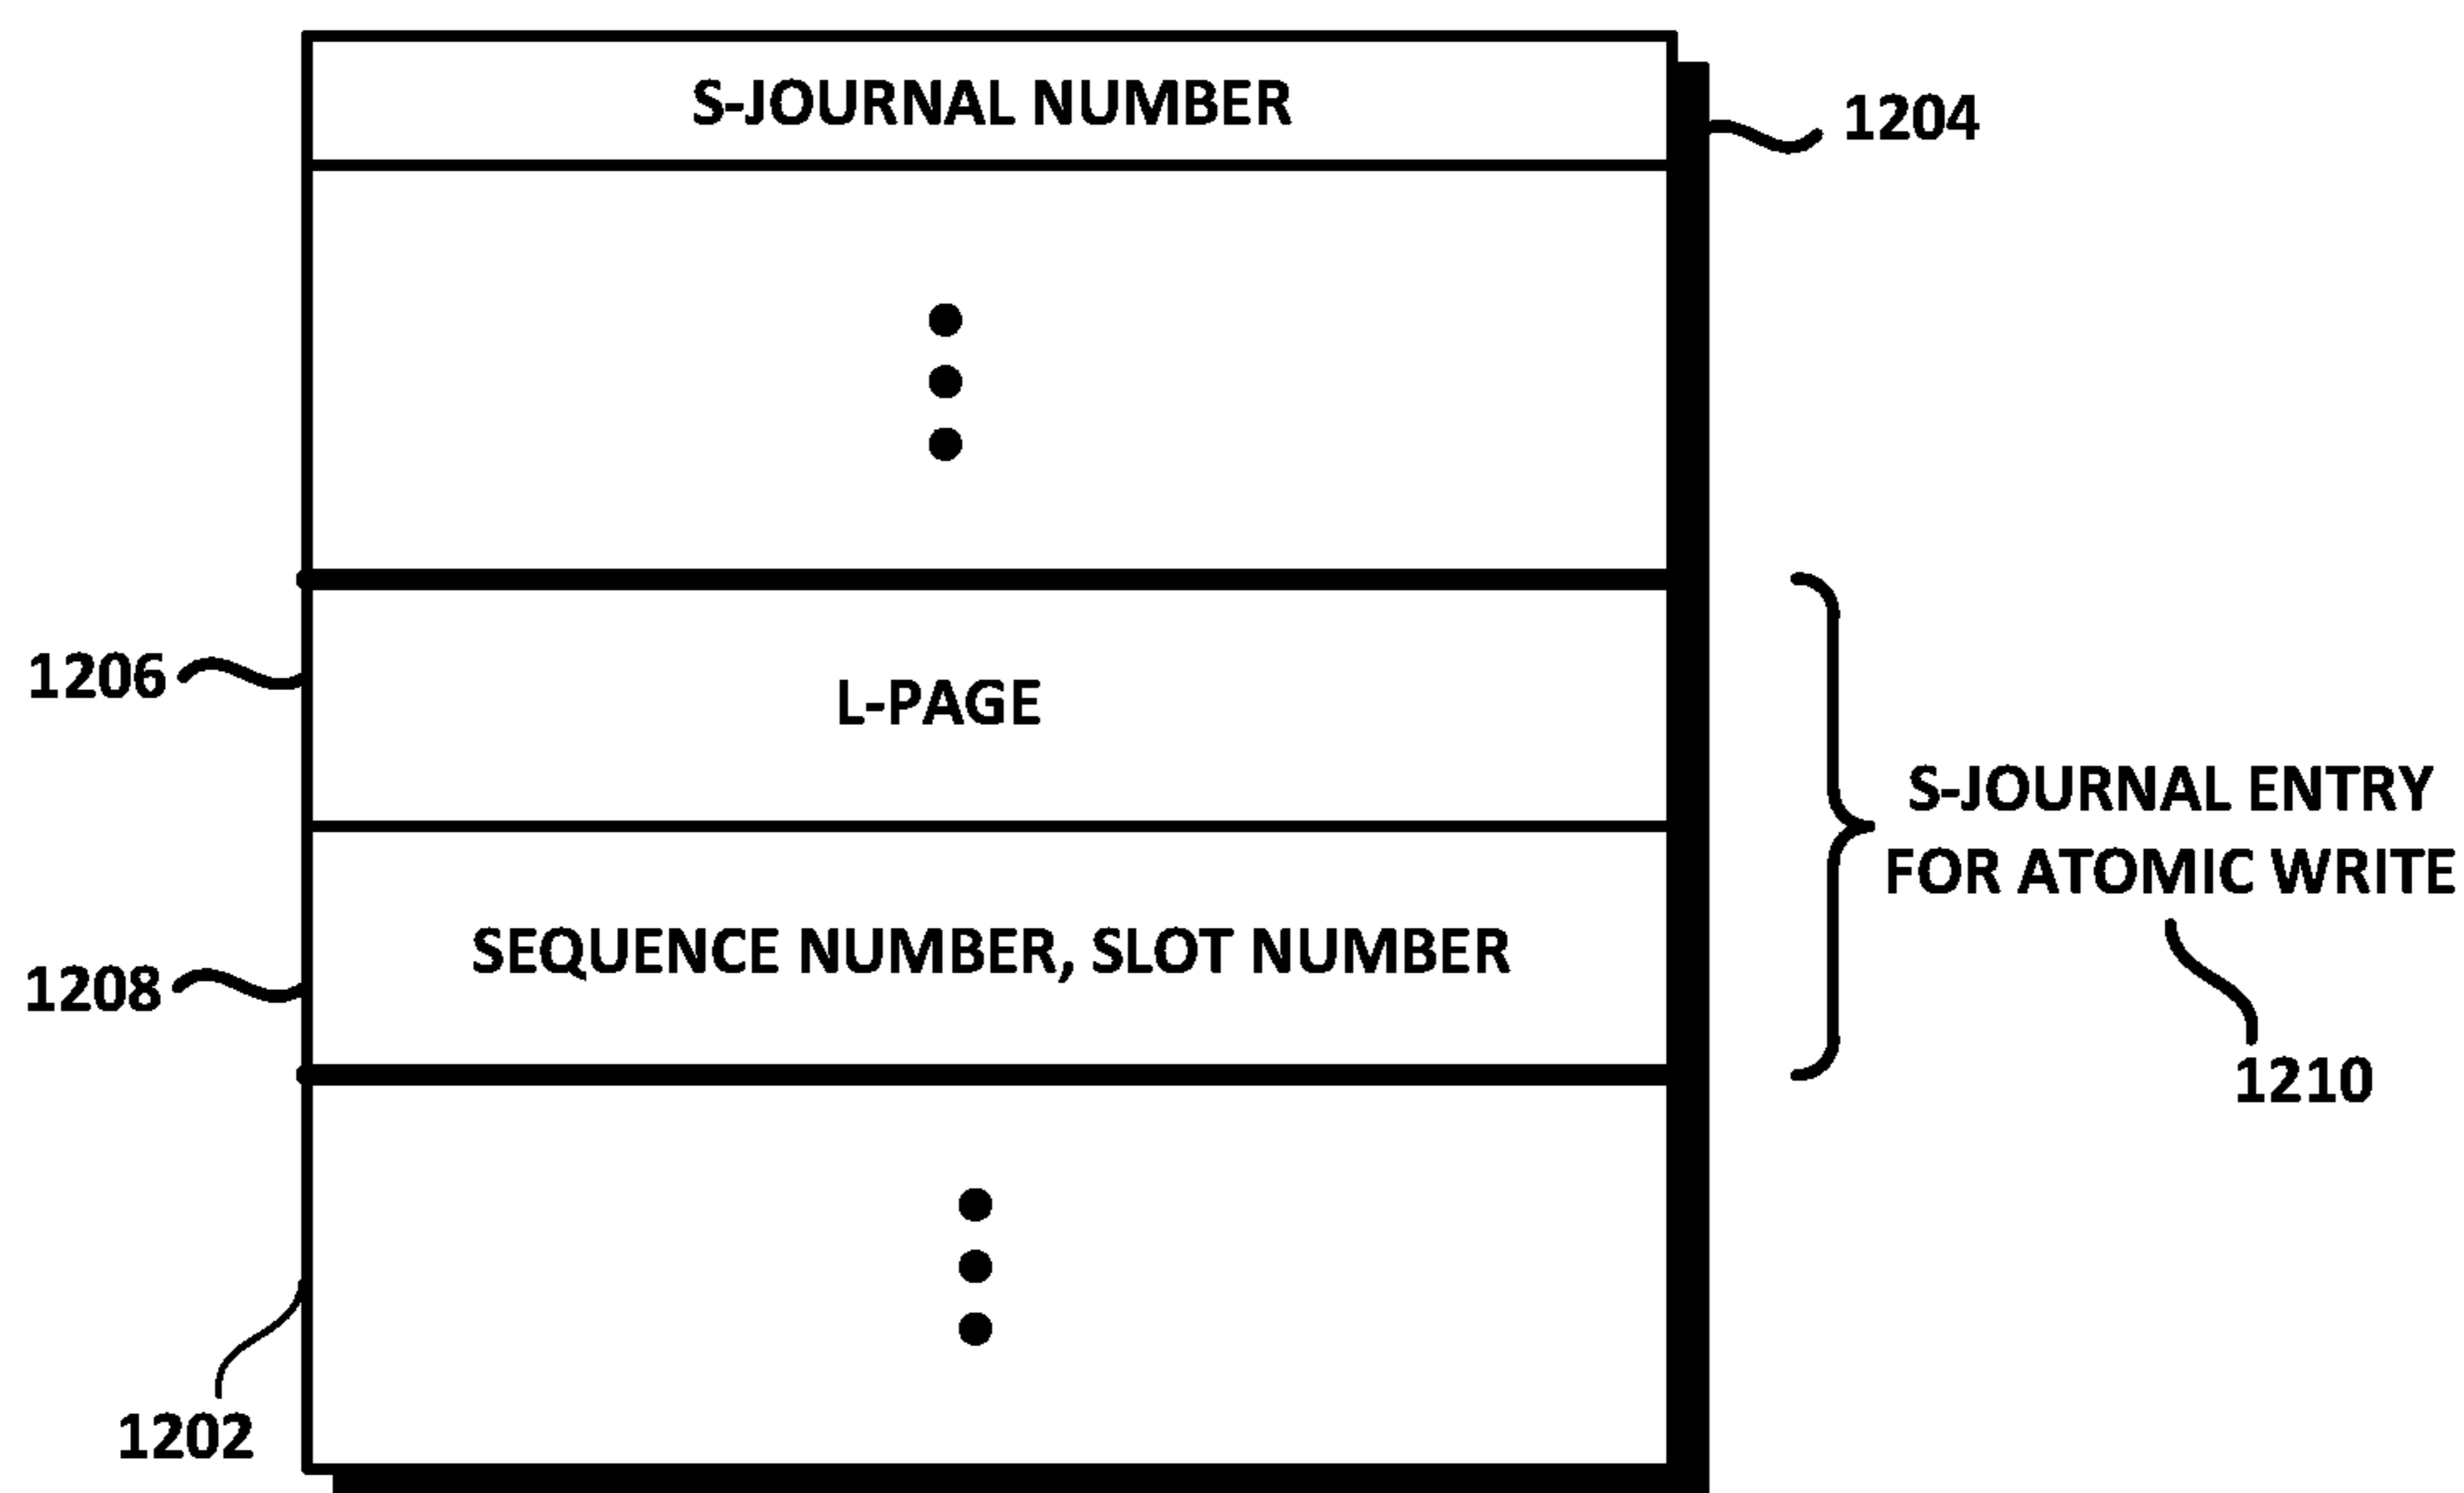 S-JOURNAL NUMBER
1204
1206
L-PAGE
S-JOURNAL ENTRY
FOR ATOMIC WRITE
SEQUENCE NUMBER, SLOT NUMBER
1208
1210
1202